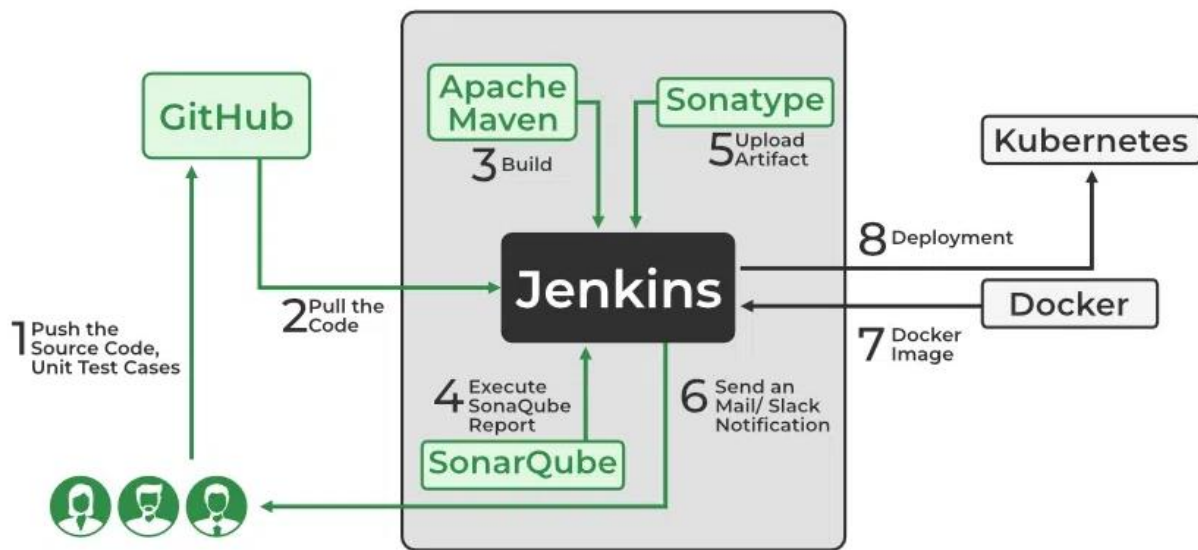 GitHub
Apache
Maven
3 Build
Sonatype
5 Upload
Artifact
Kubernetes
8 Deployment
Jenkins
Docker
7 Docker
Image
2 Pull the
Code
1 Push the
Source Code,
Unit Test Cases
4 Execute
SonaQube
Report
SonarQube
6 Send an
Mail/ Slack
Notification